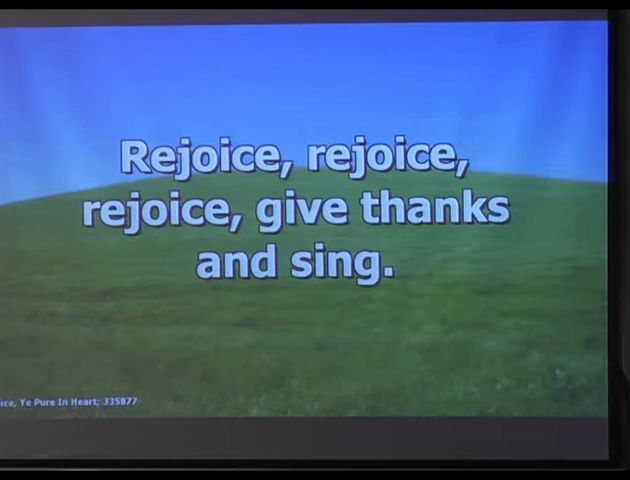 Rejoice, rejoice,
rejoice, give thanks
and sing.
ice, Ye Pure In Heart; 335877